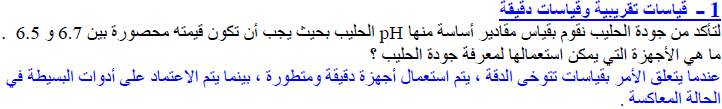 1 – قياسات تقريبية وقياسات دقيقة
لتأكد من جودة الحليب نقوم بقياس مقادير أساسة منها pH الحليب بحيث يجب أن تكون قيمته محصورة بين 6.7 و 6.5 .
ما هي الأجهزة التي يمكن استعمالها لمعرفة جودة الحليب ؟
عندما يتعلق الأمر بقياسات تتوخى الدقة ، يتم استعمال أجهزة دقيقة ومتطورة ، بينما يتم الاعتماد على أدوات البسيطة في
الحالة المعاكسة .